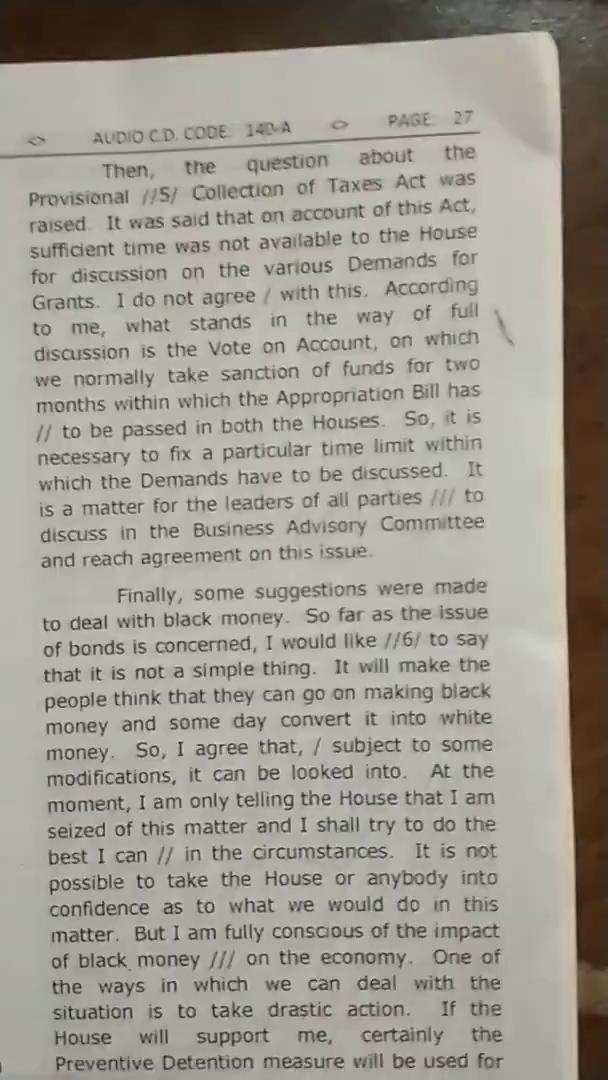 <> AUDIO C.D. CODE: 140-A <> PAGE: 27
Then, the question about the
Provisional //5/ Collection of Taxes Act was
raised. It was said that on account of this Act,
sufficient time was not available to the House
for discussion on the various Demands for
Grants. I do not agree / with this. According
to me, what stands in the way of full
discussion is the Vote on Account, on which
we normally take sanction of funds for two
months within which the Appropriation Bill has
// to be passed in both the Houses. So, it is
necessary to fix a particular time limit within
which the Demands have to be discussed. It
is a matter for the leaders of all parties /// to
discuss in the Business Advisory Committee
and reach agreement on this issue.
Finally, some suggestions were made
to deal with black money. So far as the issue
of bonds is concerned, I would like //6/ to say
that it is not a simple thing. It will make the
people think that they can go on making black
money and some day convert it into white
money. So, I agree that, / subject to some
modifications, it can be looked into. At the
moment, I am only telling the House that I am
seized of this matter and I shall try to do the
best I can // in the circumstances. It is not
possible to take the House or anybody into
confidence as to what we would do in this
matter. But I am fully conscious of the impact
of black money /// on the economy. One of
the ways in which we can deal with the
situation is to take drastic action. If the
House will support me, certainly the
Preventive Detention measure will be used for